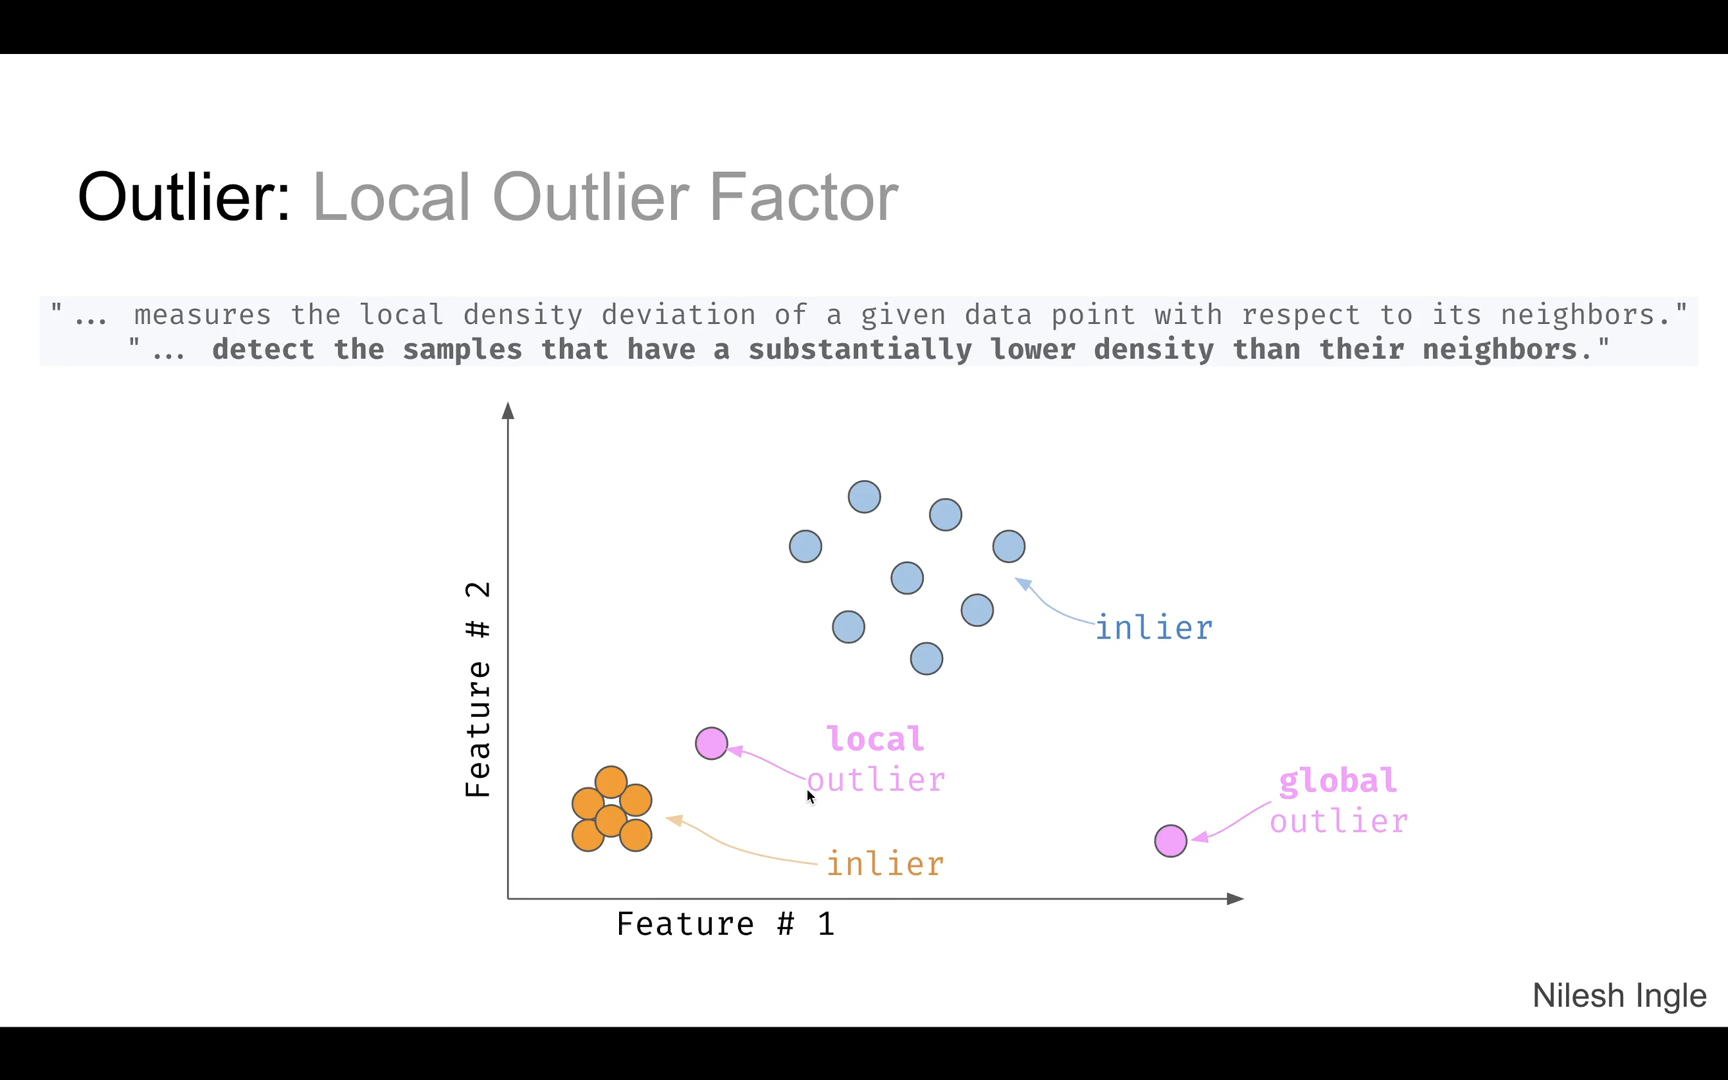 Outlier: Local Outlier Factor
"... measures the local density deviation of a given data point with respect to its neighbors."
"... detect the samples that have a substantially lower density than their neighbors."
Feature # 2
inlier
local
outlier
global
outlier
inlier
Feature # 1
Nilesh Ingle